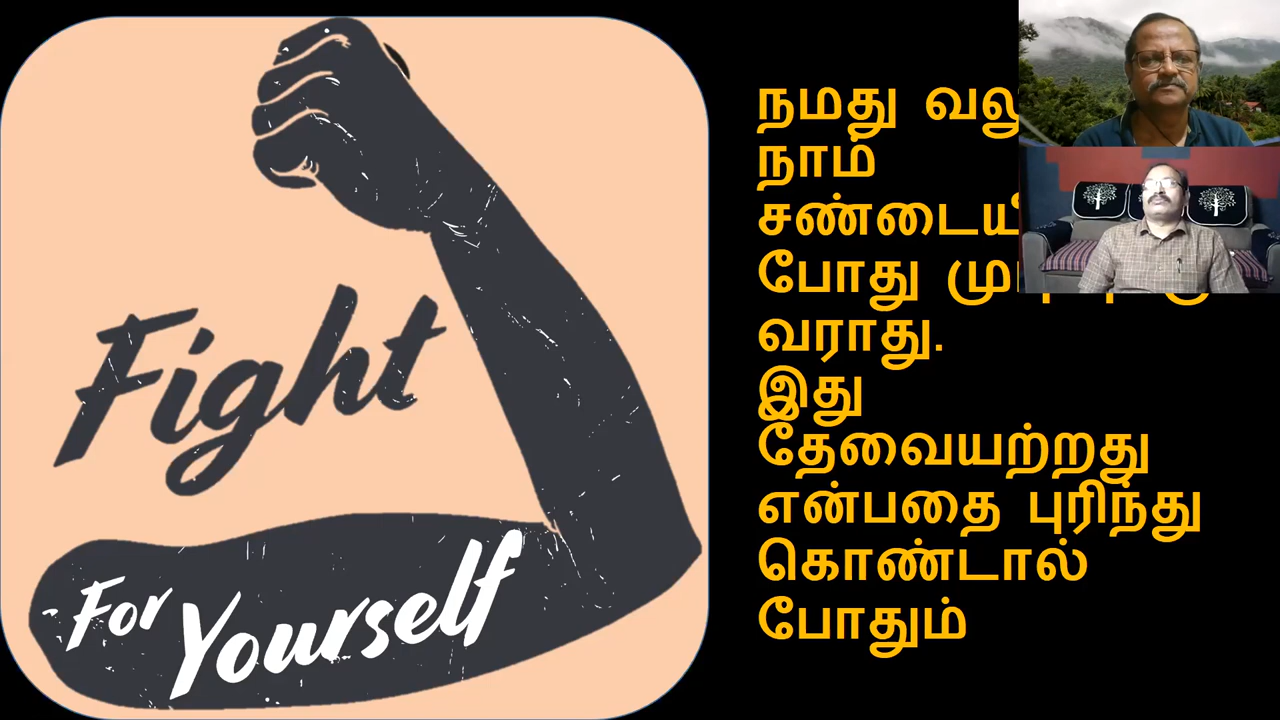 Fight
For Yourself
நமது
நாம்
போது
வராது.
இது
தேவையற்றது
என்பதை புரிந்து
கொண்டால்
போதும்